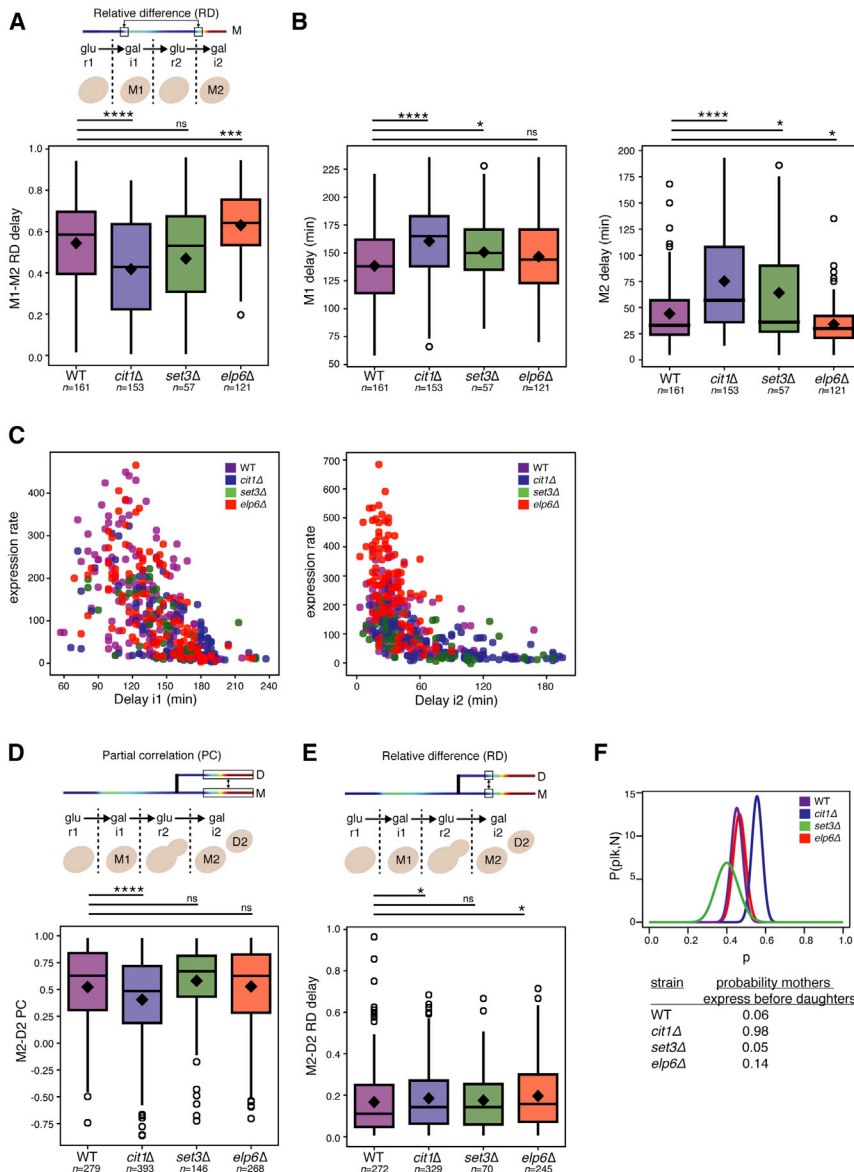 A
Relative difference (RD)
M
glu gal glu gal
r1 i1 r2 i2
M1 M2
****
ns
***
M1-M2 RD delay
1.0
0.8
0.6
0.4
0.2
0.0
WT cit1Δ set3Δ elp6Δ
n=161 n=153 n=57 n=121
B
****
*
ns
M1 delay (min)
225
200
175
150
125
100
75
50
WT cit1Δ set3Δ elp6Δ
n=161 n=153 n=57 n=121
****
*
*
M2 delay (min)
200
175
150
125
100
75
50
25
0
WT cit1Δ set3Δ elp6Δ
n=161 n=153 n=57 n=121
C
expression rate
400
300
200
100
0
WT
cit1Δ
set3Δ
elp6Δ
60 90 120 150 180 210 240
Delay i1 (min)
expression rate
700
600
500
400
300
200
100
0
WT
cit1Δ
set3Δ
elp6Δ
0 60 120 180
Delay i2 (min)
D
Partial correlation (PC)
D
M
glu gal glu gal
r1 i1 r2 i2
M1 M2 D2
****
ns
ns
M2-D2 PC
1.00
0.75
0.5
0.25
0.00
-0.25
-0.50
-0.75
WT cit1Δ set3Δ elp6Δ
n=279 n=393 n=146 n=268
E
Relative difference (RD)
D
M
glu gal glu gal
r1 i1 r2 i2
M1 M2 D2
*
ns
*
M2-D2 RD delay
1.0
0.8
0.6
0.4
0.2
0.0
WT cit1Δ set3Δ elp6Δ
n=272 n=329 n=70 n=245
F
P(p|k,N)
15
10
5
0
WT
cit1Δ
set3Δ
elp6Δ
0.0 0.2 0.4 0.6 0.8 1.0
p
strain probability mothers
express before daughters
WT 0.06
cit1Δ 0.98
set3Δ 0.05
elp6Δ 0.14